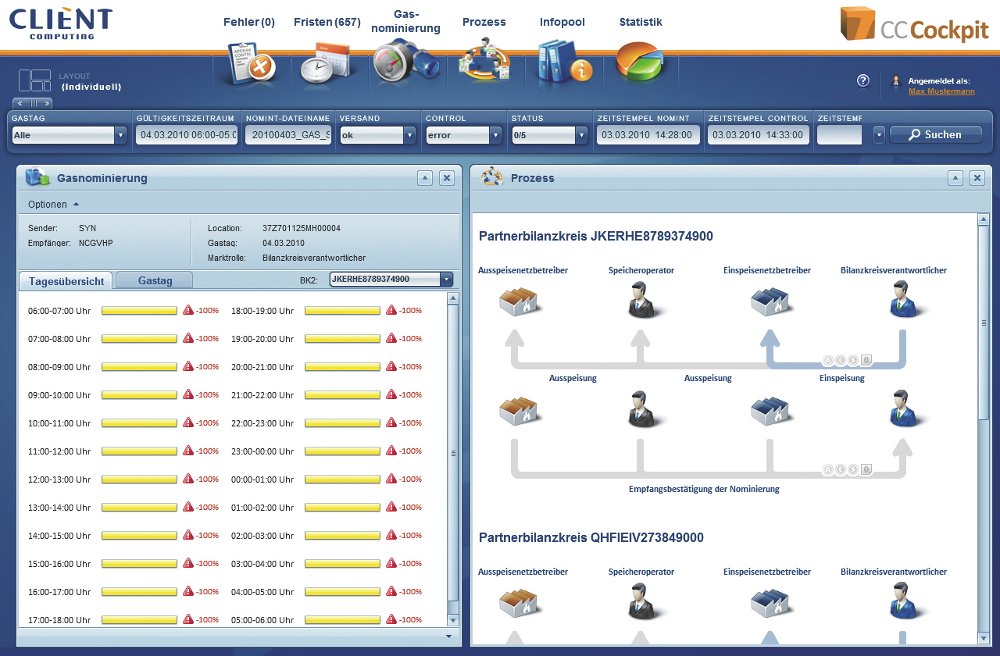 CLIENT
COMPUTING
Fehler (0)
Fristen (657)
Gas-
nominierung
Prozess
Infopool
Statistik
CC Cockpit
APERAK
CONTRL
LAYOUT
(Individuell)
Angemeldet als:
Max Mustermann
GASTAG
GÜLTIGKEITSZEITRAUM
NOMINT-DATEINAME
VERSAND
CONTROL
STATUS
ZEITSTEMPEL NOMINT
ZEITSTEMPEL CONTROL
ZEITSTEMP
Alle
04.03.2010 06:00-05.0
20100403_GAS_S
ok
error
0/5
03.03.2010 14:28:00
03.03.2010 14:33:00
Suchen
Gasnominierung
Optionen
Sender: SYN
Empfänger: NCGVHP
Location: 37Z701125MH00004
Gastag: 04.03.2010
Marktrolle: Bilanzkreisverantwortlicher
Tagesübersicht
Gastag
BK2: JKERHE8789374900
06:00-07:00 Uhr -100% 18:00-19:00 Uhr -100%
07:00-08:00 Uhr -100% 19:00-20:00 Uhr -100%
08:00-09:00 Uhr -100% 20:00-21:00 Uhr -100%
09:00-10:00 Uhr -100% 21:00-22:00 Uhr -100%
10:00-11:00 Uhr -100% 22:00-23:00 Uhr -100%
11:00-12:00 Uhr -100% 23:00-00:00 Uhr -100%
12:00-13:00 Uhr -100% 00:00-01:00 Uhr -100%
13:00-14:00 Uhr -100% 01:00-02:00 Uhr -100%
14:00-15:00 Uhr -100% 02:00-03:00 Uhr -100%
15:00-16:00 Uhr -100% 03:00-04:00 Uhr -100%
16:00-17:00 Uhr -100% 04:00-05:00 Uhr -100%
17:00-18:00 Uhr -100% 05:00-06:00 Uhr -100%
Prozess
Partnerbilanzkreis JKERHE8789374900
Ausspeisenetzbetreiber Speicheroperator Einspeisenetzbetreiber Bilanzkreisverantwortlicher
A C S 0
Ausspeisung Ausspeisung Einspeisung
A C S 0
Empfangsbestätigung der Nominierung
Partnerbilanzkreis QHFIEIV273849000
Ausspeisenetzbetreiber Speicheroperator Einspeisenetzbetreiber Bilanzkreisverantwortlicher